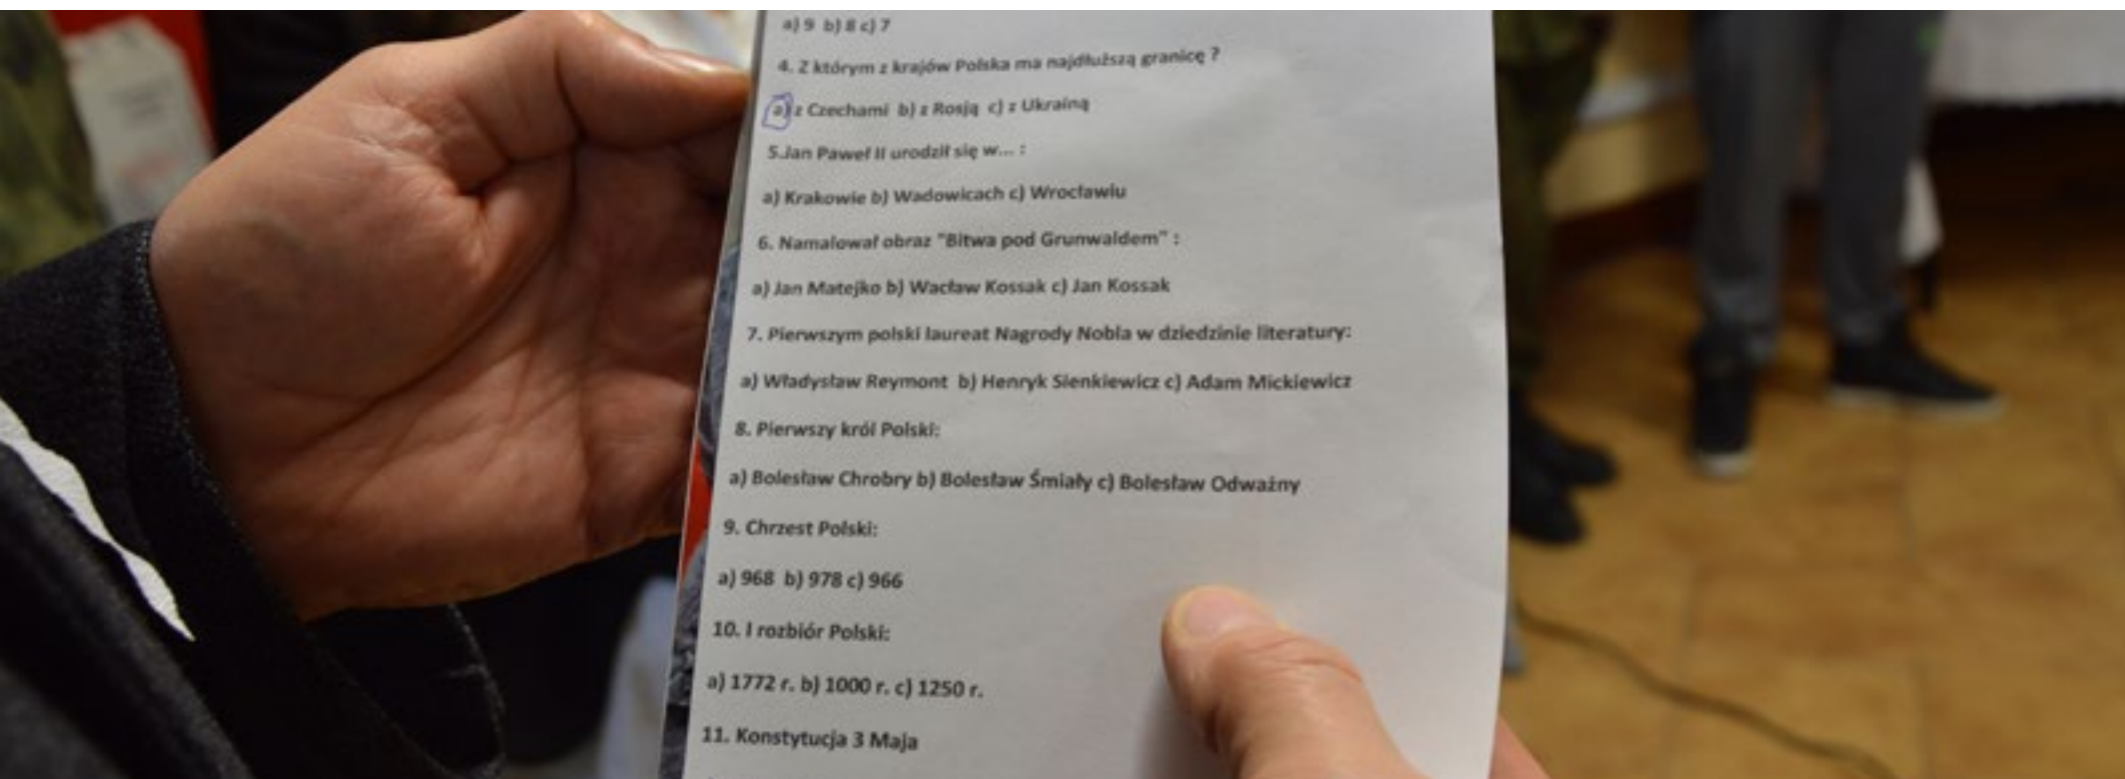 a) 9 b) 8 c) 7
4. Z którym z krajów Polska ma najdłuższą granicę ?
a) z Czechami b) z Rosją c) z Ukrainą
5.Jan Paweł II urodził się w... :
a) Krakowie b) Wadowicach c) Wrocławiu
6. Namalował obraz "Bitwa pod Grunwaldem" :
a) Jan Matejko b) Wacław Kossak c) Jan Kossak
7. Pierwszym polski laureat Nagrody Nobla w dziedzinie literatury:
a) Władysław Reymont b) Henryk Sienkiewicz c) Adam Mickiewicz
8. Pierwszy król Polski:
a) Bolesław Chrobry b) Bolesław Śmiały c) Bolesław Odważny
9. Chrzest Polski:
a) 968 b) 978 c) 966
10. I rozbiór Polski:
a) 1772 r. b) 1000 r. c) 1250 r.
11. Konstytucja 3 Maja